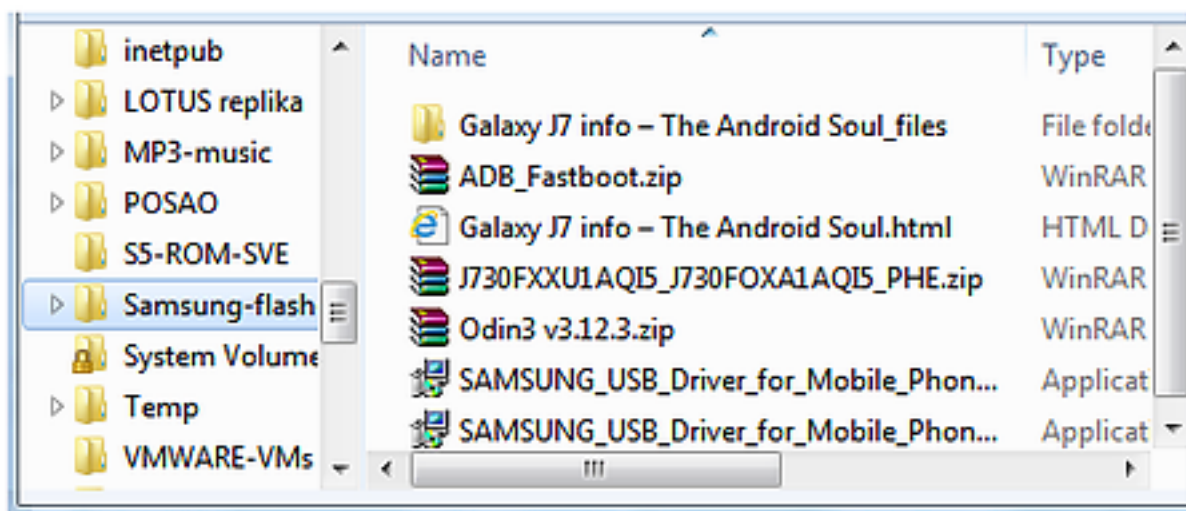 inetpub
LOTUS replika
MP3-music
POSAO
S5-ROM-SVE
Samsung-flash
System Volume
Temp
VMWARE-VMs
Name Type
Galaxy J7 info – The Android Soul_files File folde
ADB_Fastboot.zip WinRAR
Galaxy J7 info – The Android Soul.html HTML D
J730FXXU1AQI5_J730FOXA1AQI5_PHE.zip WinRAR
Odin3 v3.12.3.zip WinRAR
SAMSUNG_USB_Driver_for_Mobile_Phon... Applicat
SAMSUNG_USB_Driver_for_Mobile_Phon... Applicat